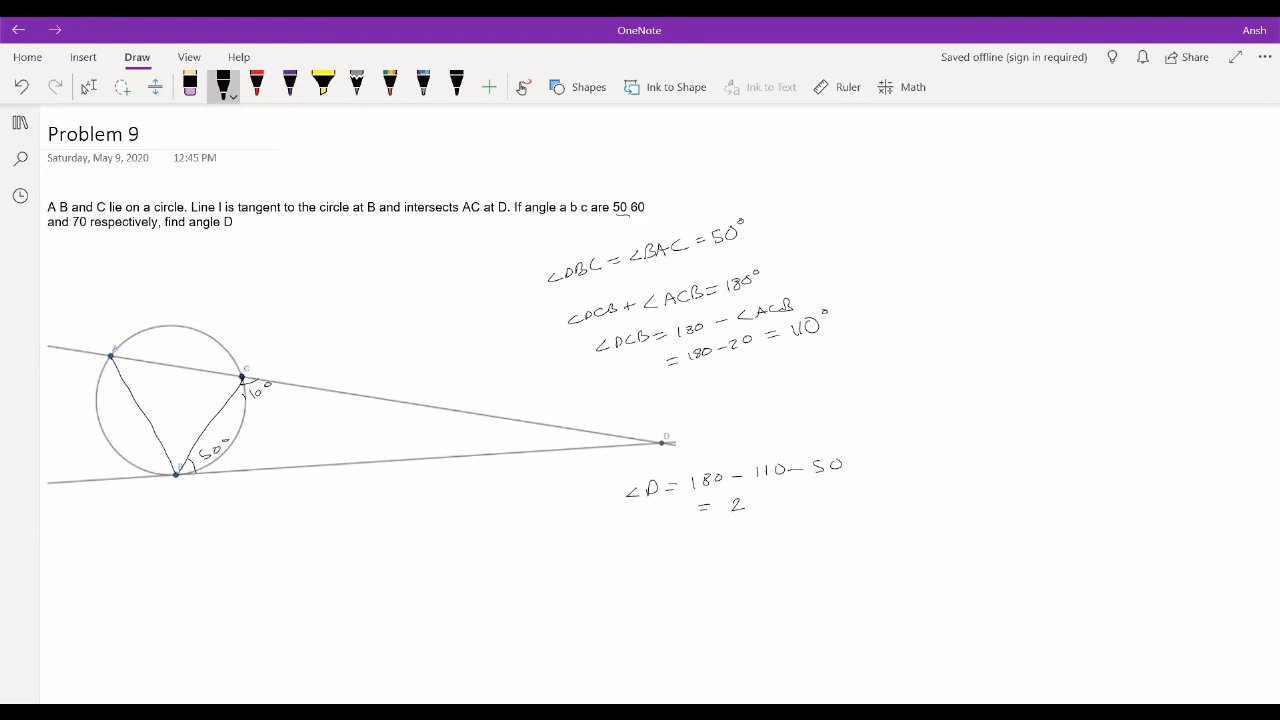 OneNote
Ansh
Home Insert Draw View Help
Saved offline (sign in required) Share
Shapes Ink to Shape Ink to Text Ruler Math
Problem 9
Saturday, May 9, 2020 12:45 PM
A B and C lie on a circle. Line l is tangent to the circle at B and intersects AC at D. If angle a b c are 50 60
and 70 respectively, find angle D
∠DBC = ∠BAC = 50°
∠DCB + ∠ACB = 180°
∠DCB = 180 - ∠ACB
= 180 - 70 = 110°
A
C
110°
D
50°
B
∠D = 180 - 110 - 50
= 2